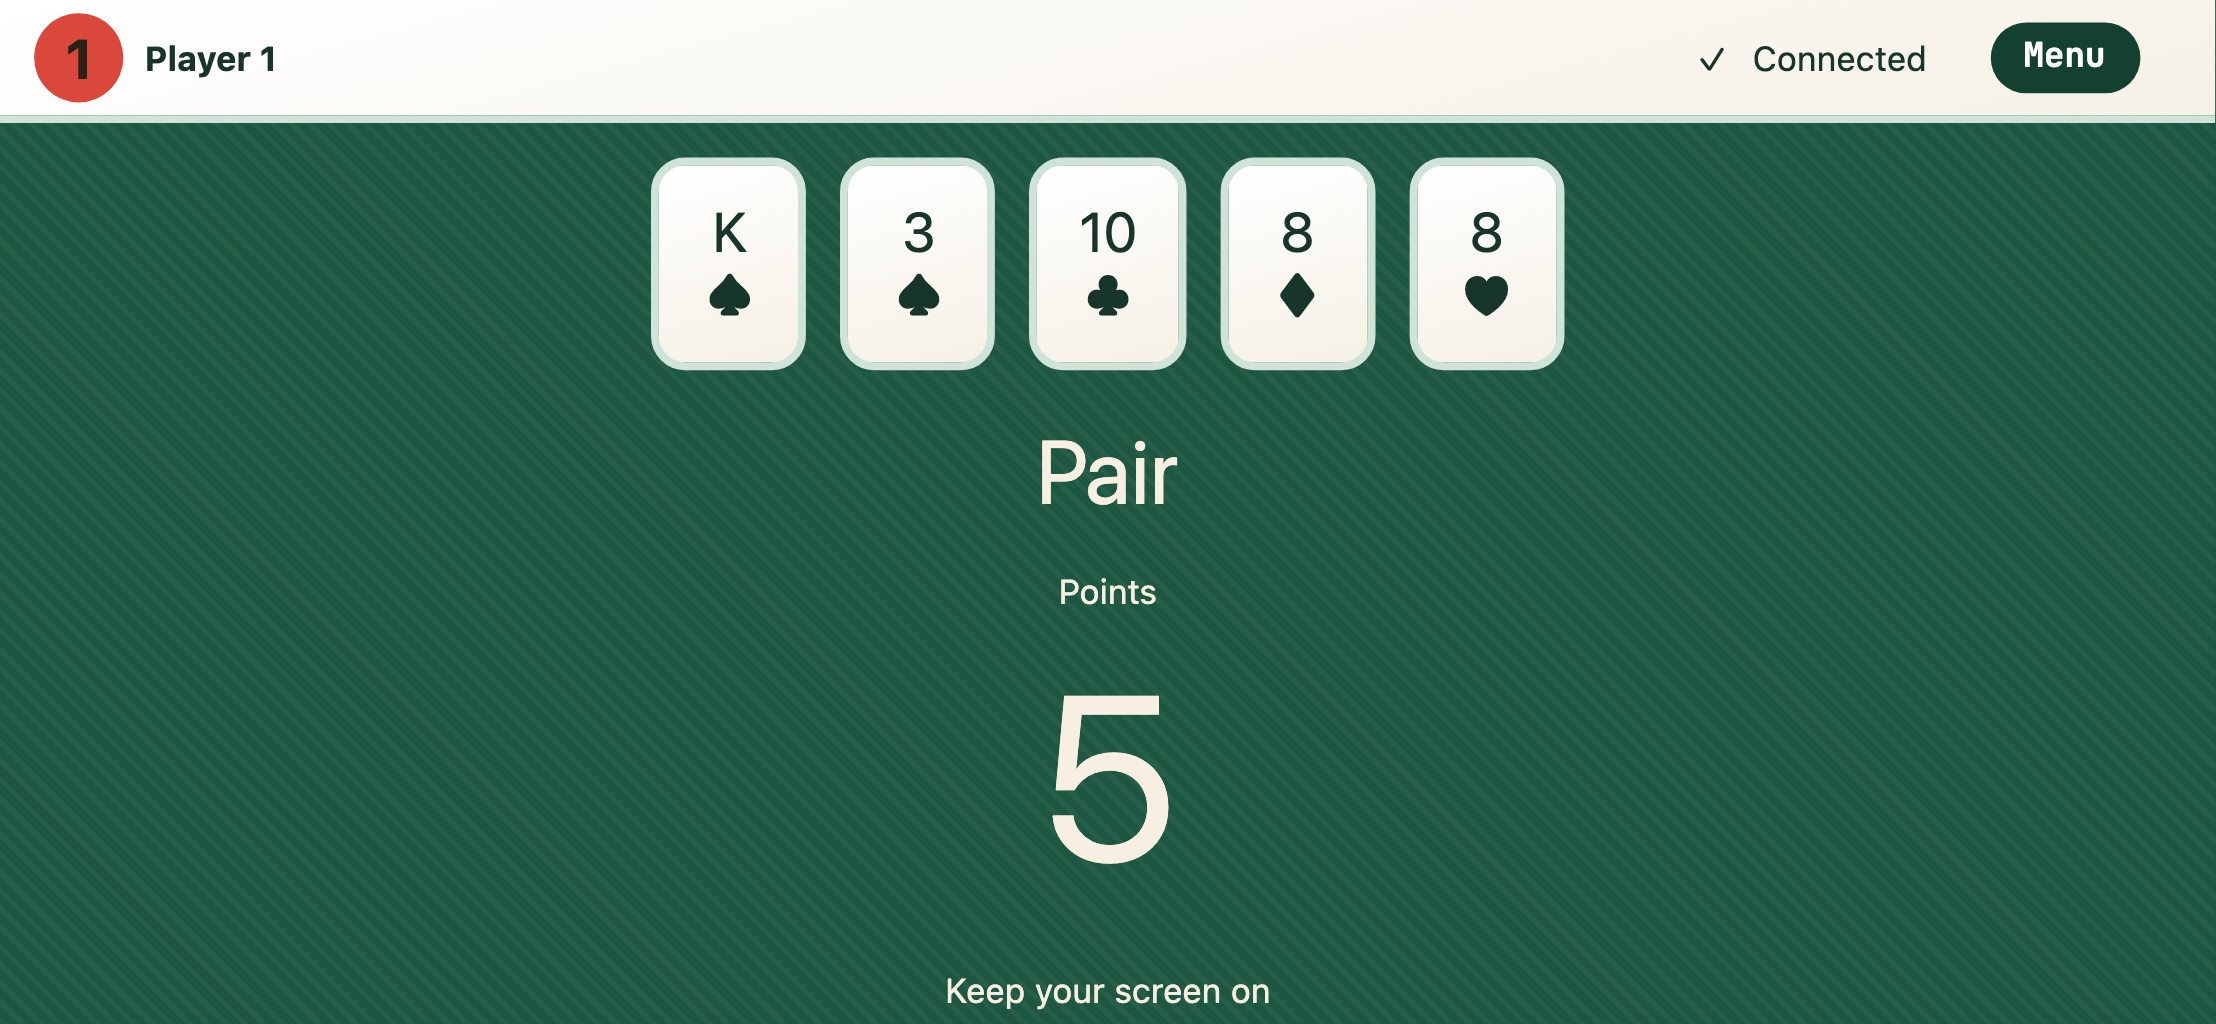 1 Player 1 ✓ Connected Menu
K 3 10 8 8
♠ ♠ ♣ ♦ ♥
Pair
Points
5
Keep your screen on